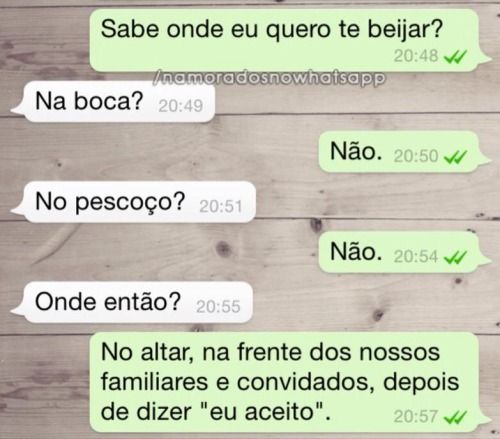 Sabe onde eu quero te beijar?
20:48
/namoradosnowhatsapp
Na boca? 20:49
Não. 20:50
No pescoço? 20:51
Não. 20:54
Onde então? 20:55
No altar, na frente dos nossos
familiares e convidados, depois
de dizer "eu aceito". 20:57